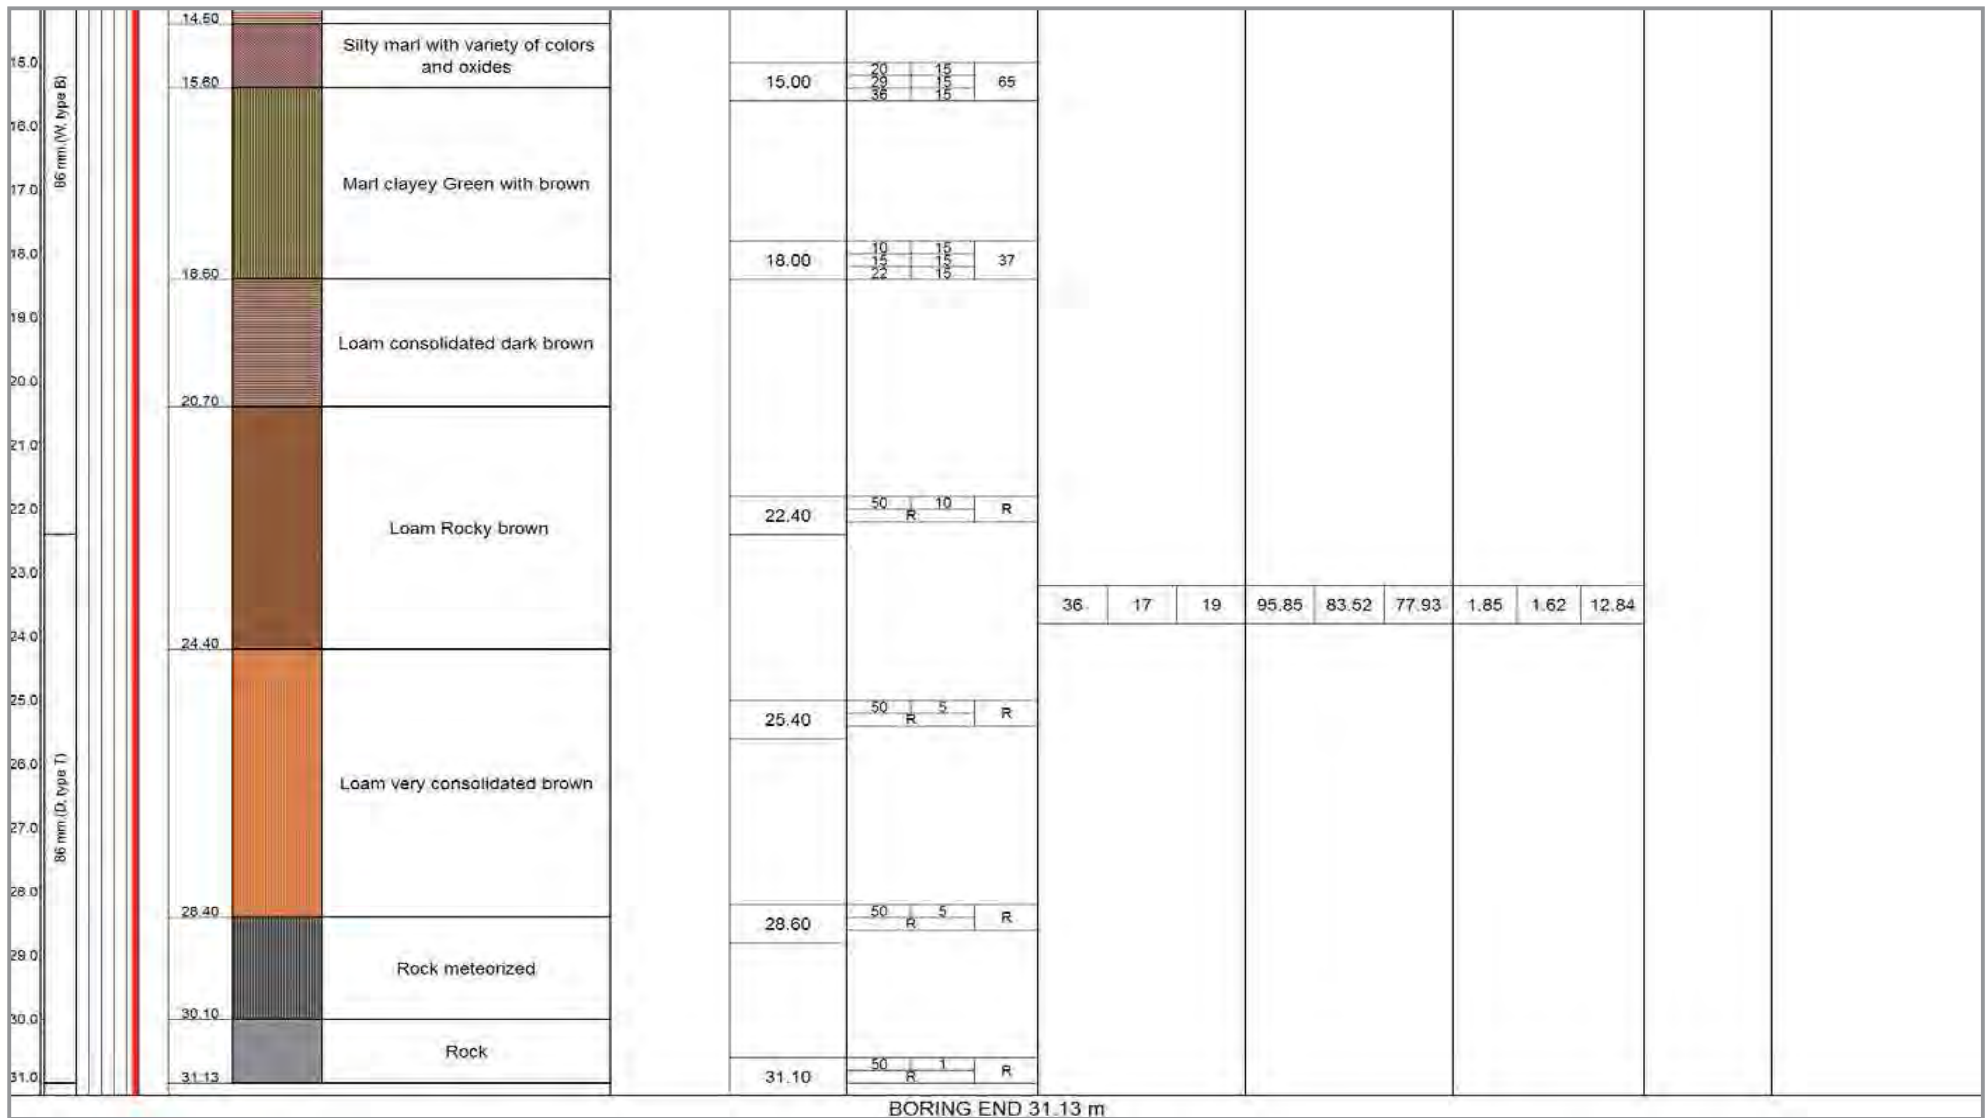 14.50
Silty marl with variety of colors
and oxides
15.0
15.60
15.00
20 15
29 15 65
36 15
86 mm.(W, type B)
16.0
17.0
Marl clayey Green with brown
18.0
18.60
18.00
10 15
15 15 37
22 15
19.0
Loam consolidated dark brown
20.0
20.70
21.0
22.0
22.40
50 10 R
R
Loam Rocky brown
23.0
36 17 19 95.85 83.52 77.93 1.85 1.62 12.84
24.0
24.40
25.0
25.40
50 5 R
R
26.0
86 mm.(D, type T)
Loam very consolidated brown
27.0
28.0
28.40
28.60
50 5 R
R
29.0
Rock meteorized
30.0
30.10
Rock
31.0
31.13
31.10
50 1 R
R
BORING END 31.13 m